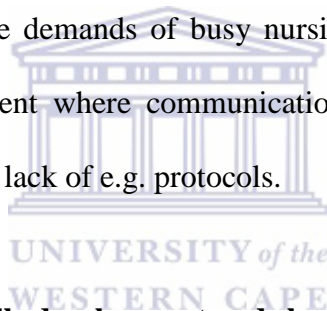 e demands of busy nursi
ent where communicatio
lack of e.g. protocols.
UNIVERSITY of the
WESTERN CAPE